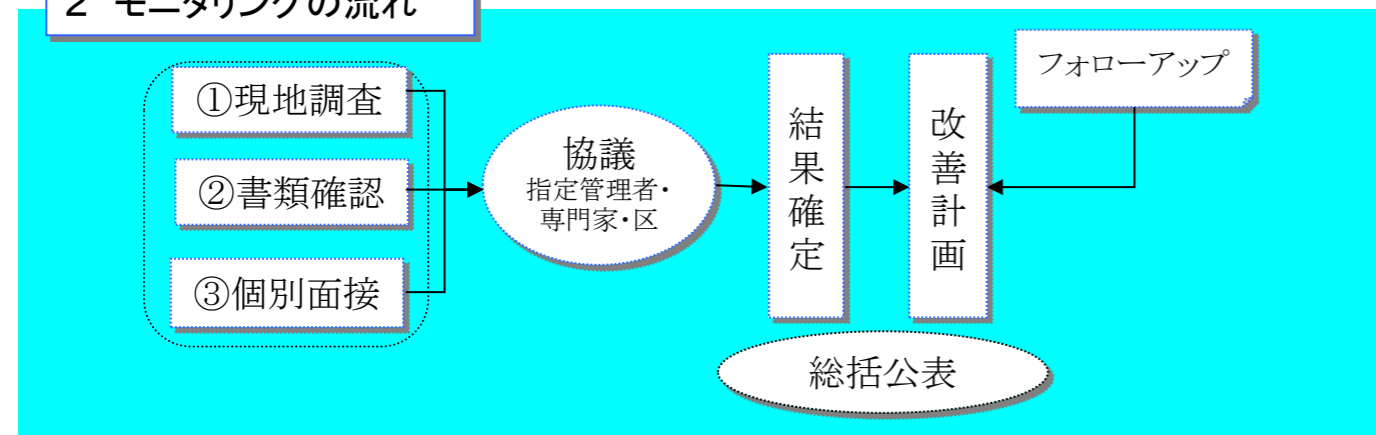 2 モニタリングの流れ
①現地調査
②書類確認
③個別面接
協議
指定管理者・
専門家・区
結果確定
改善計画
フォローアップ
総括公表